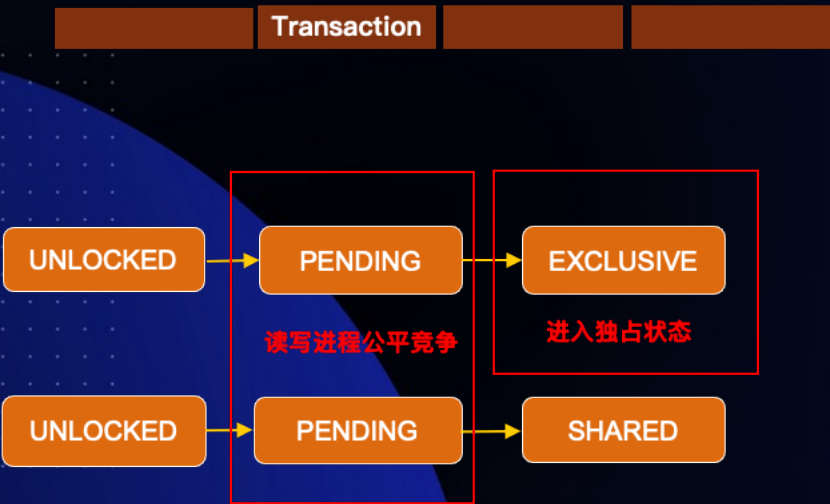 Transaction
UNLOCKED
PENDING
EXCLUSIVE
读写进程公平竞争
进入独占状态
UNLOCKED
PENDING
SHARED